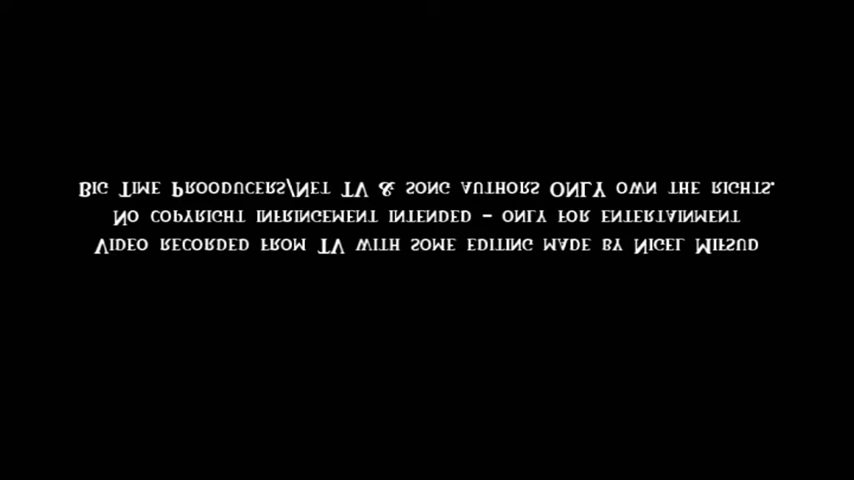 Video recorded from TV with some editing made by Nigel Mifsud
No copyright infringement intended - only for entertainment
Big Time Prooducers/Net TV & song authors ONLY own the rights.